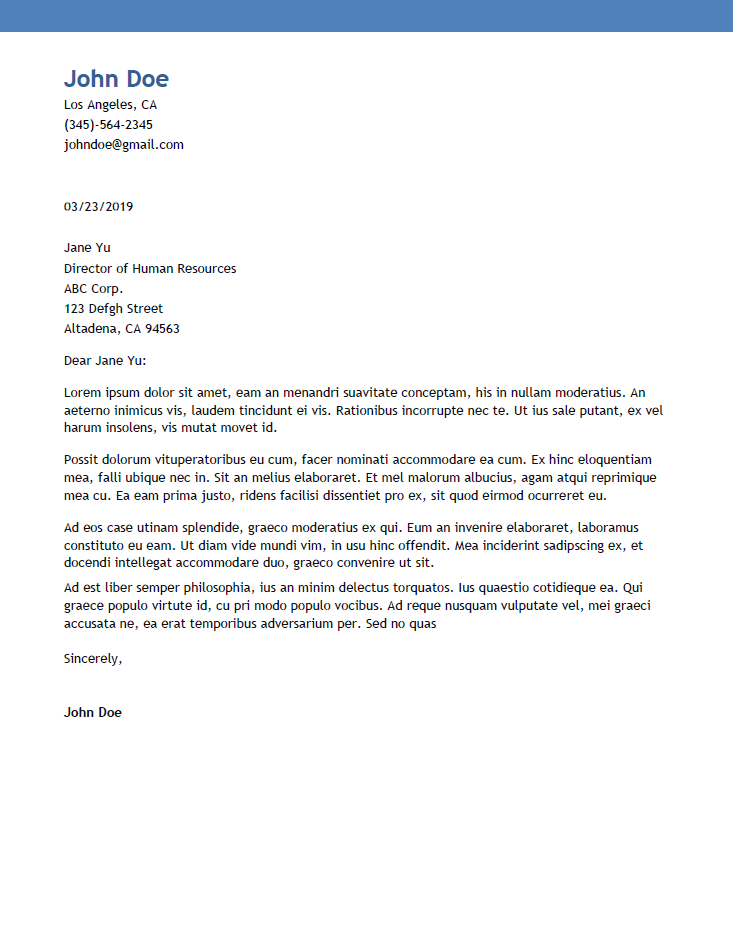 John Doe
Los Angeles, CA
(345)-564-2345
johndoe@gmail.com
03/23/2019
Jane Yu
Director of Human Resources
ABC Corp.
123 Defgh Street
Altadena, CA 94563
Dear Jane Yu:
Lorem ipsum dolor sit amet, eam an menandri suavitate conceptam, his in nullam moderatius. An
aeterno inimicus vis, laudem tincidunt ei vis. Rationibus incorrupte nec te. Ut ius sale putant, ex vel
harum insolens, vis mutat movet id.
Possit dolorum vituperatoribus eu cum, facer nominati accommodare ea cum. Ex hinc eloquentiam
mea, falli ubique nec in. Sit an melius elaboraret. Et mel malorum albucius, agam atqui reprimique
mea cu. Ea eam prima justo, ridens facilisi dissentiet pro ex, sit quod eirmod ocurreret eu.
Ad eos case utinam splendide, graeco moderatius ex qui. Eum an invenire elaboraret, laboramus
constituto eu eam. Ut diam vide mundi vim, in usu hinc offendit. Mea inciderint sadipscing ex, et
docendi intellegat accommodare duo, graeco convenire ut sit.
Ad est liber semper philosophia, ius an minim delectus torquatos. Ius quaestio cotidieque ea. Qui
graece populo virtute id, cu pri modo populo vocibus. Ad reque nusquam vulputate vel, mei graeci
accusata ne, ea erat temporibus adversarium per. Sed no quas
Sincerely,
John Doe